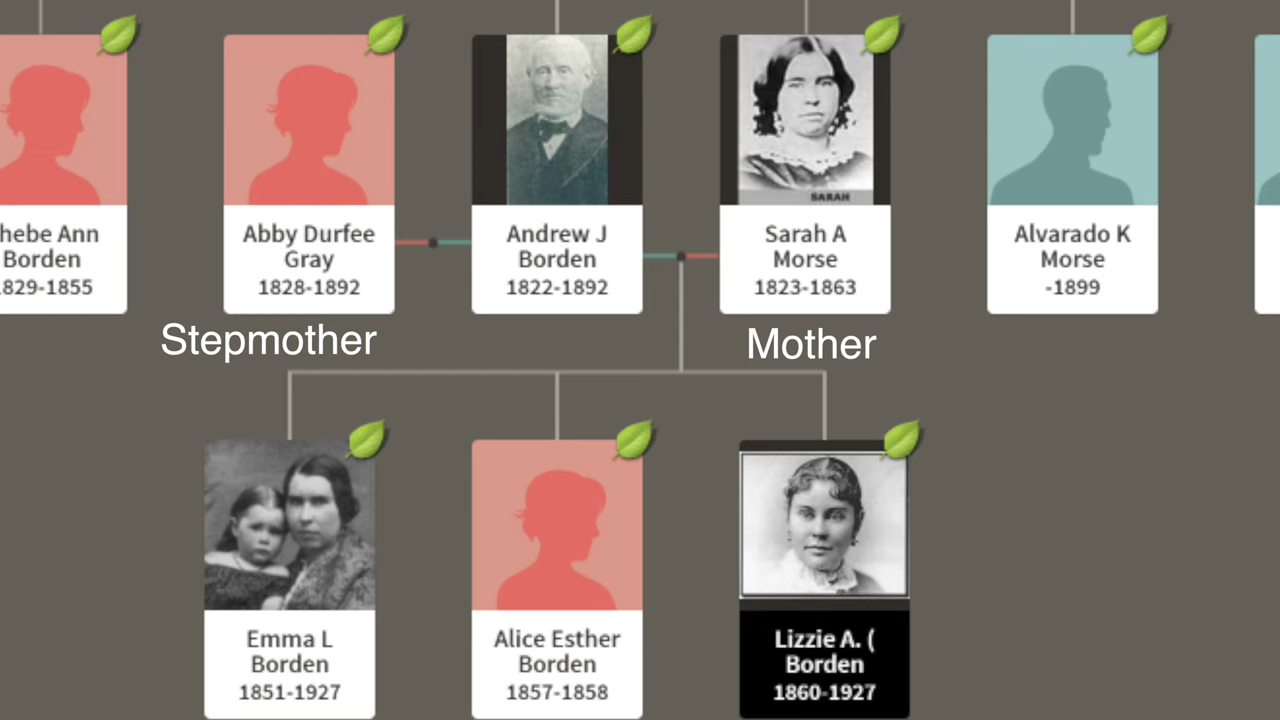 hebe Ann
Borden
1829-1855
Abby Durfee
Gray
1828-1892
Andrew J
Borden
1822-1892
SARAH
Sarah A
Morse
1823-1863
Alvarado K
Morse
-1899
Stepmother
Mother
Emma L
Borden
1851-1927
Alice Esther
Borden
1857-1858
Lizzie A. (
Borden
1860-1927